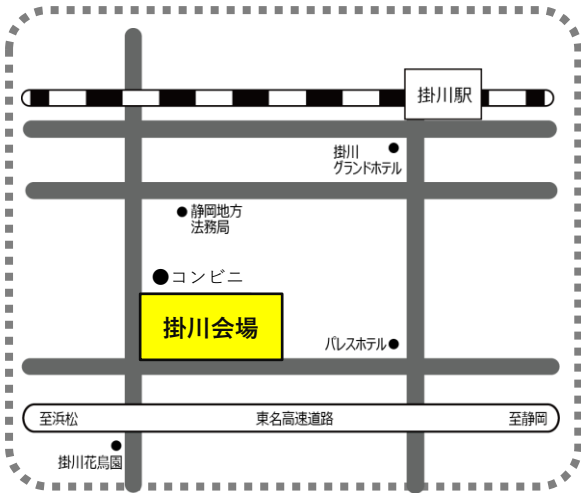 掛川駅
掛川
グランドホテル
静岡地方
法務局
コンビニ
掛川会場
パレスホテル
至浜松
東名高速道路
至静岡
掛川花鳥園